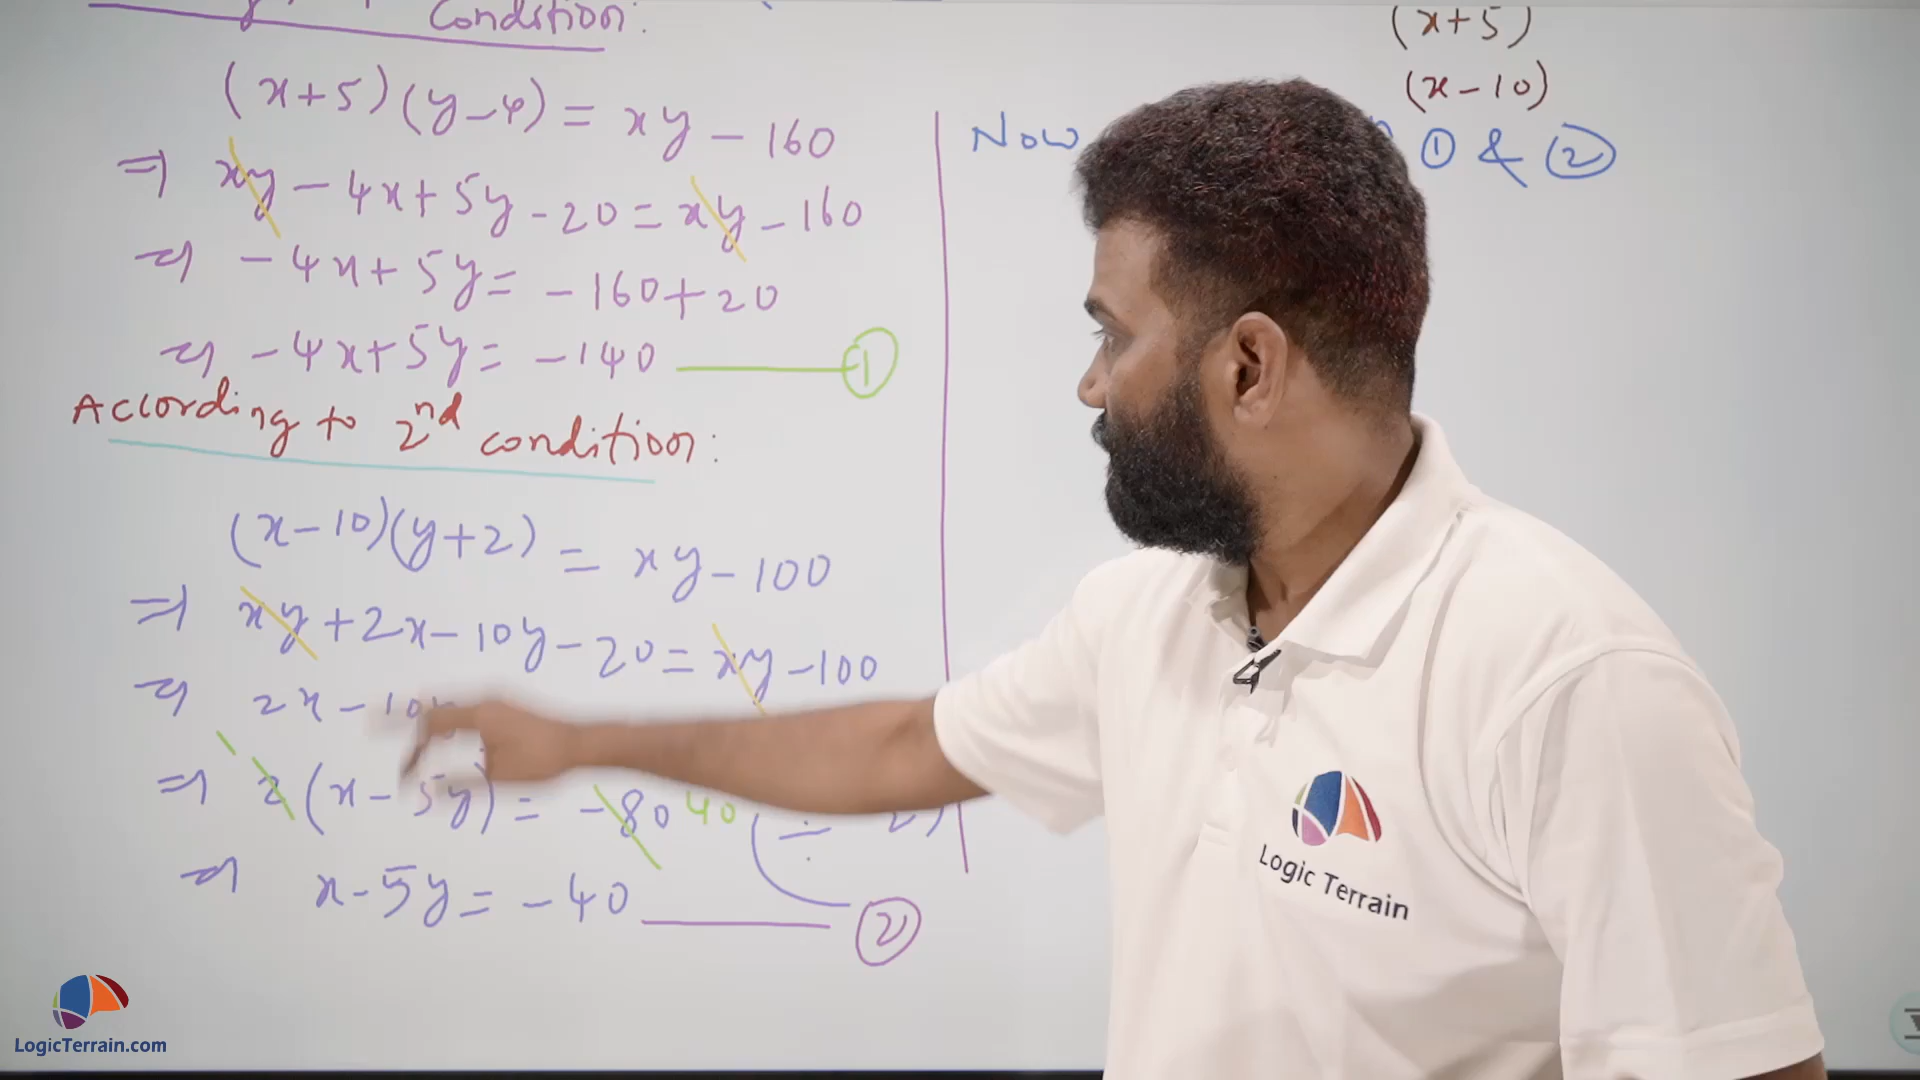 Condition:
(x+5)(y-4) = xy - 160
⇒ xy - 4x + 5y - 20 = xy - 160
⇒ - 4x + 5y = - 160 + 20
⇒ - 4x + 5y = - 140 ——— ①
According to 2nd condition:
(x-10)(y+2) = xy - 100
⇒ xy + 2x - 10y - 20 = xy - 100
⇒ 2x - 10y
⇒ 2(x - 5y) = - 80 40 (÷ 2)
⇒ x - 5y = - 40 ——— ②
(x+5)
(x-10)
Now ① & ②
Logic Terrain
LogicTerrain.com